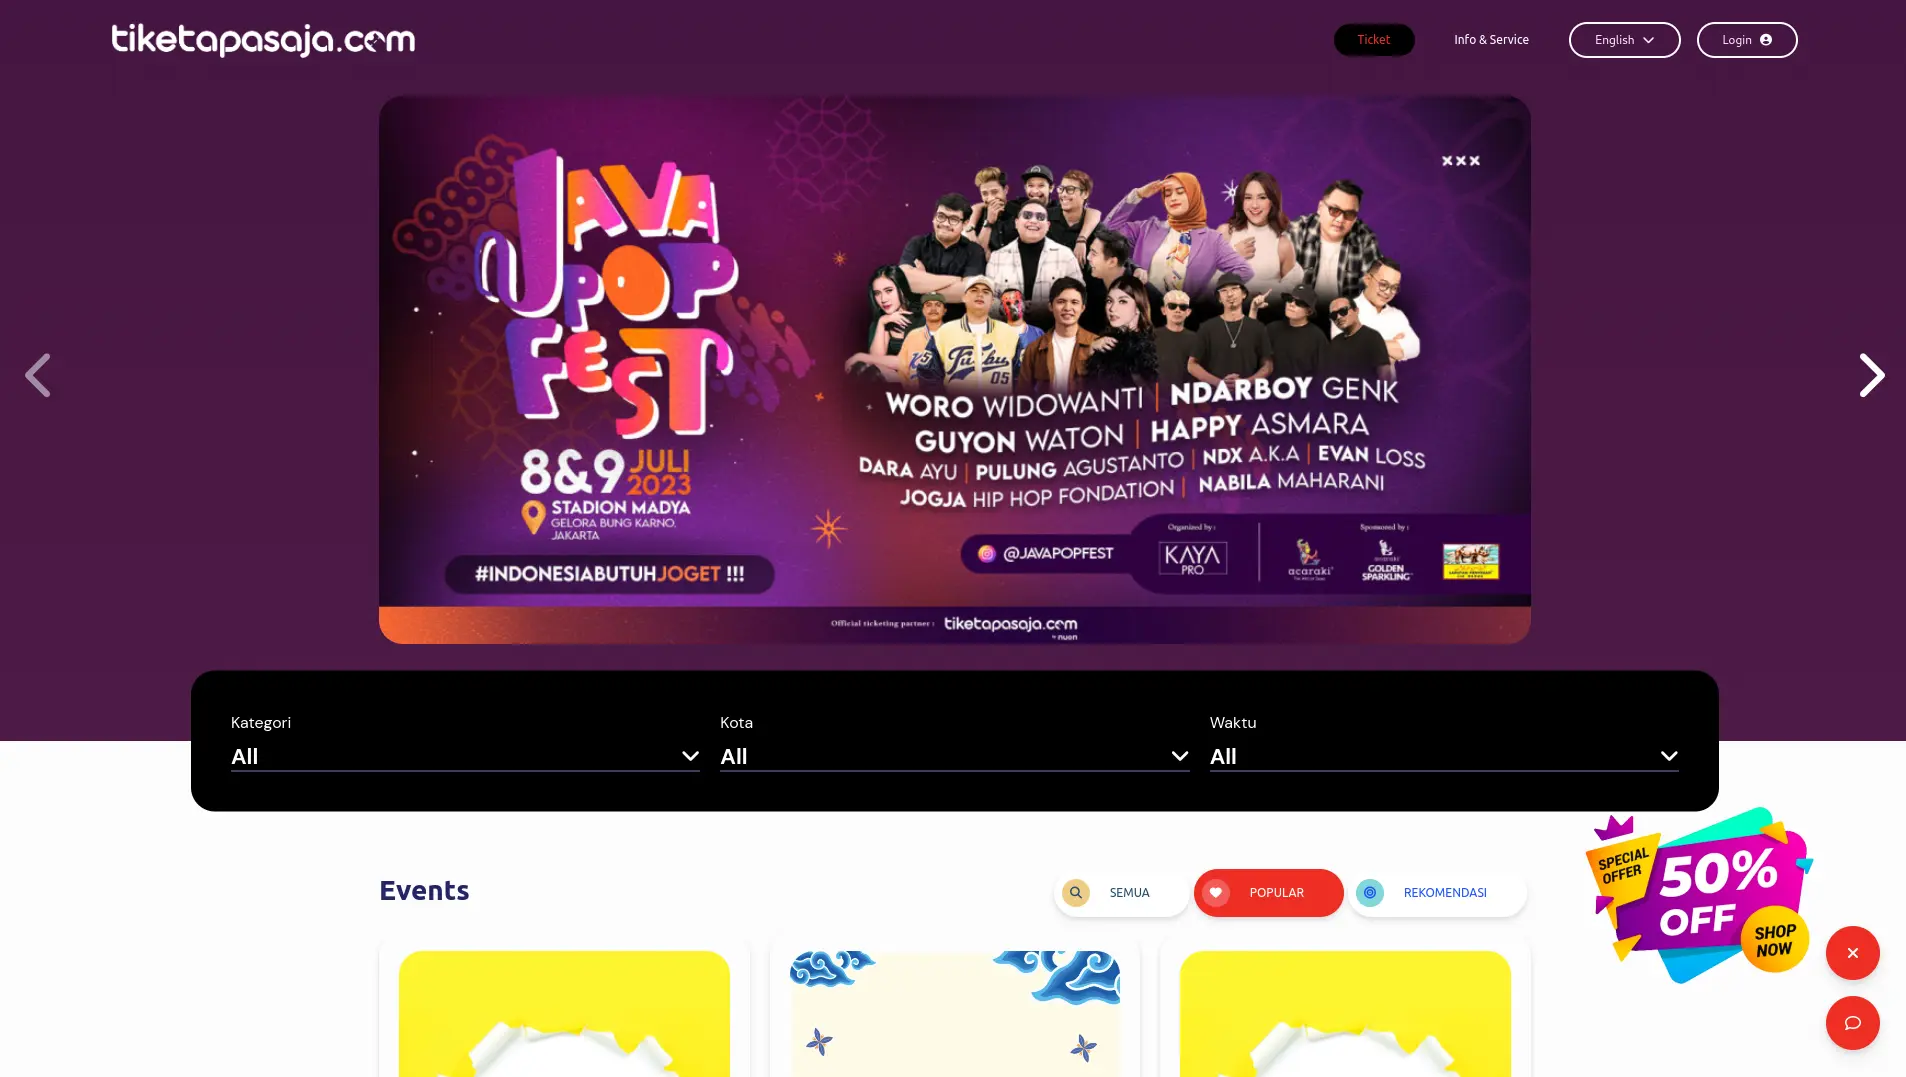 tiketapasaja.com
Ticket
Info & Service
English
Login
JAVA
POP
FEST
8&9 JULI
2023
STADION MADYA
GELORA BUNG KARNO,
JAKARTA
#INDONESIABUTUHJOGET !!!
WORO WIDOWANTI | NDARBOY GENK
GUYON WATON | HAPPY ASMARA
DARA AYU | PULUNG AGUSTANTO | NDX A.K.A | EVAN LOSS
JOGJA HIP HOP FONDATION | NABILA MAHARANI
@JAVAPOPFEST
Organized by :
KAYA
PRO
Sponsored by :
acaraki
GOLDEN
SPARKLING
Official ticketing partner :
tiketapasaja.com
by nuon
Kategori
All
Kota
All
Waktu
All
Events
SEMUA
POPULAR
REKOMENDASI
SPECIAL
OFFER
50%
OFF
SHOP
NOW